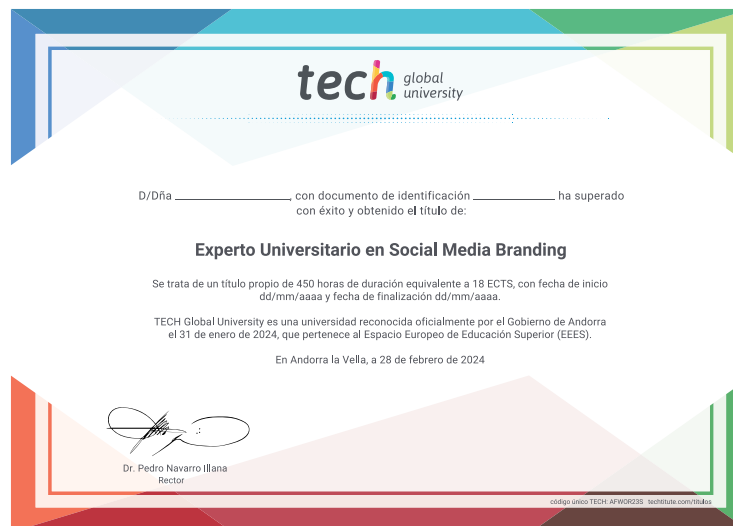 tech global
university
D/Dña ____________________, con documento de identificación ______________ ha superado
con éxito y obtenido el título de:
Experto Universitario en Social Media Branding
Se trata de un título propio de 450 horas de duración equivalente a 18 ECTS, con fecha de inicio
dd/mm/aaaa y fecha de finalización dd/mm/aaaa.
TECH Global University es una universidad reconocida oficialmente por el Gobierno de Andorra
el 31 de enero de 2024, que pertenece al Espacio Europeo de Educación Superior (EEES).
En Andorra la Vella, a 28 de febrero de 2024
Dr. Pedro Navarro Illana
Rector
código único TECH: AFWOR23S techtitute.com/titulos